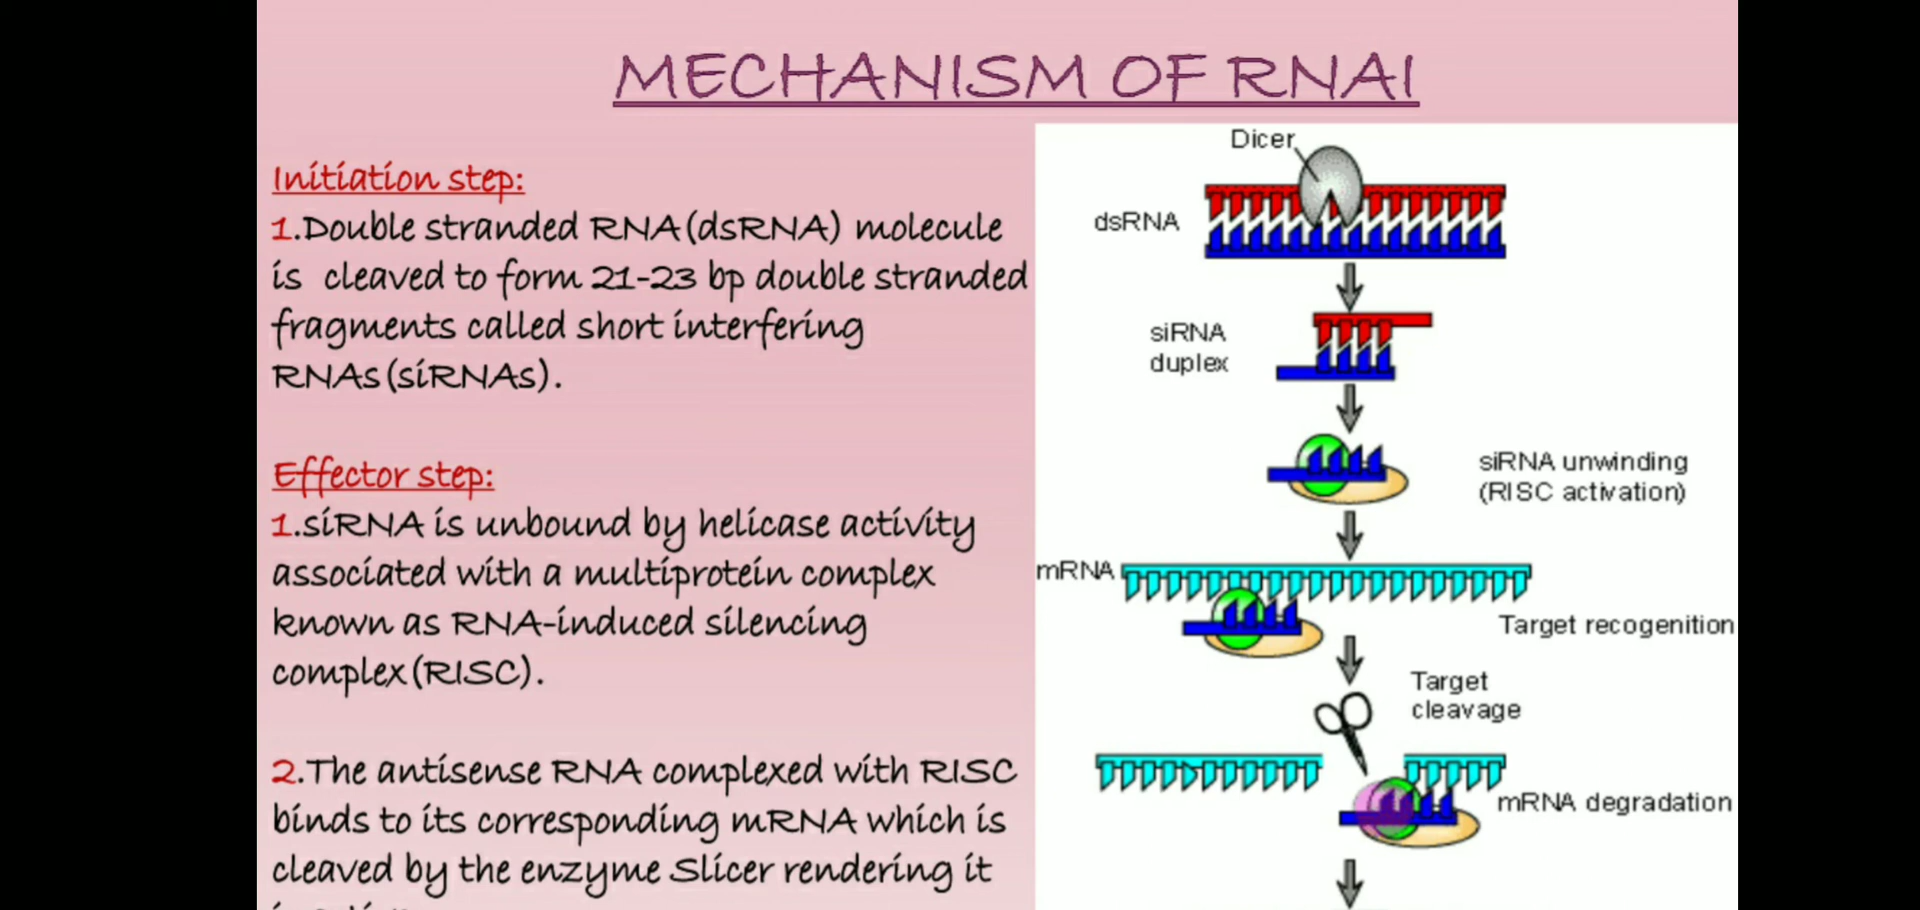 MECHANISM OF RNAI
Initiation step:
1.Double stranded RNA(dsRNA) molecule
is cleaved to form 21-23 bp double stranded
fragments called short interfering
RNAs(siRNAs).
Effector step:
1.siRNA is unbound by helicase activity
associated with a multiprotein complex
known as RNA-induced silencing
complex(RISC).
2.The antisense RNA complexed with RISC
binds to its corresponding mRNA which is
cleaved by the enzyme Slicer rendering it
Dicer
dsRNA
siRNA
duplex
siRNA unwinding
(RISC activation)
mRNA
Target recogenition
Target
cleavage
mRNA degradation